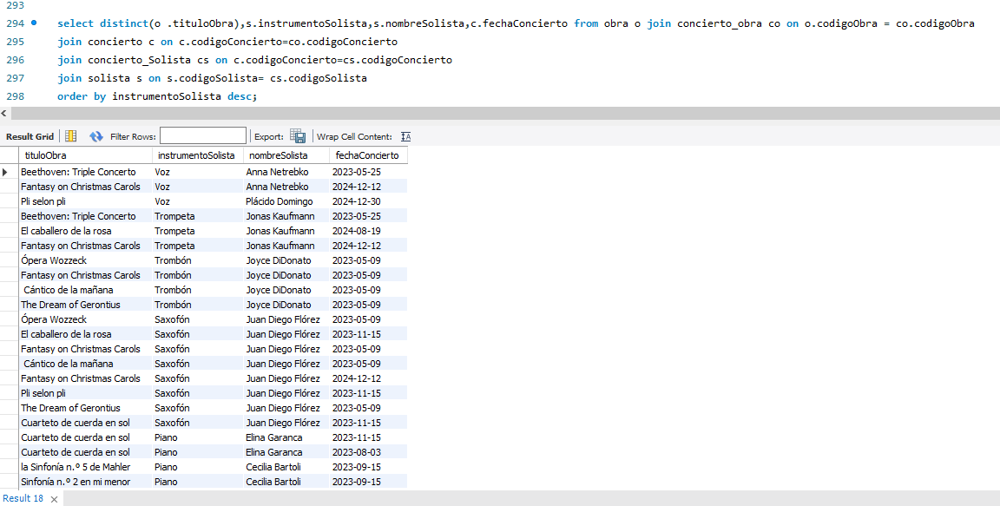 293
294 select distinct(o .tituloObra),s.instrumentoSolista,s.nombreSolista,c.fechaConcierto from obra o join concierto_obra co on o.codigoObra = co.codigoObra
295 join concierto c on c.codigoConcierto=co.codigoConcierto
296 join concierto_Solista cs on c.codigoConcierto=cs.codigoConcierto
297 join solista s on s.codigoSolista= cs.codigoSolista
298 order by instrumentoSolista desc;
Result Grid Filter Rows: Export: Wrap Cell Content: IA
tituloObra instrumentoSolista nombreSolista fechaConcierto
Beethoven: Triple Concerto Voz Anna Netrebko 2023-05-25
Fantasy on Christmas Carols Voz Anna Netrebko 2024-12-12
Pli selon pli Voz Plácido Domingo 2024-12-30
Beethoven: Triple Concerto Trompeta Jonas Kaufmann 2023-05-25
El caballero de la rosa Trompeta Jonas Kaufmann 2024-08-19
Fantasy on Christmas Carols Trompeta Jonas Kaufmann 2024-12-12
Ópera Wozzeck Trombón Joyce DiDonato 2023-05-09
Fantasy on Christmas Carols Trombón Joyce DiDonato 2023-05-09
Cántico de la mañana Trombón Joyce DiDonato 2023-05-09
The Dream of Gerontius Trombón Joyce DiDonato 2023-05-09
Ópera Wozzeck Saxofón Juan Diego Flórez 2023-05-09
El caballero de la rosa Saxofón Juan Diego Flórez 2023-11-15
Fantasy on Christmas Carols Saxofón Juan Diego Flórez 2023-05-09
Cántico de la mañana Saxofón Juan Diego Flórez 2023-05-09
Fantasy on Christmas Carols Saxofón Juan Diego Flórez 2024-12-12
Pli selon pli Saxofón Juan Diego Flórez 2023-11-15
The Dream of Gerontius Saxofón Juan Diego Flórez 2023-05-09
Cuarteto de cuerda en sol Saxofón Juan Diego Flórez 2023-11-15
Cuarteto de cuerda en sol Piano Elina Garanca 2023-11-15
Cuarteto de cuerda en sol Piano Elina Garanca 2023-08-03
la Sinfonía n.º 5 de Mahler Piano Cecilia Bartoli 2023-09-15
Sinfonía n.º 2 en mi menor Piano Cecilia Bartoli 2023-09-15
Result 18